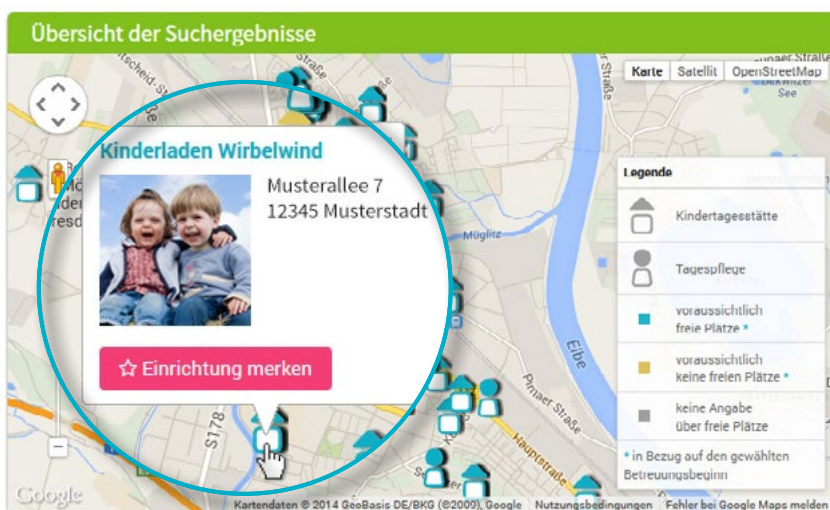 Übersicht der Suchergebnisse
Karte Satellit OpenStreetMap
See
Straße
Straße
Kinderladen Wirbelwind
Musterallee 7
12345 Musterstadt
Einrichtung merken
Müglitz
Elbe
Pirnaer Straße
Hauptstraße
S178
Legende
Kindertagesstätte
Tagespflege
voraussichtlich
freie Plätze *
voraussichtlich
keine freien Plätze *
keine Angabe
über freie Plätze
* in Bezug auf den gewählten
Betreuungsbeginn
Google
Kartendaten © 2014 GeoBasis-DE/BKG (©2009), Google Nutzungsbedingungen Fehler bei Google Maps melden